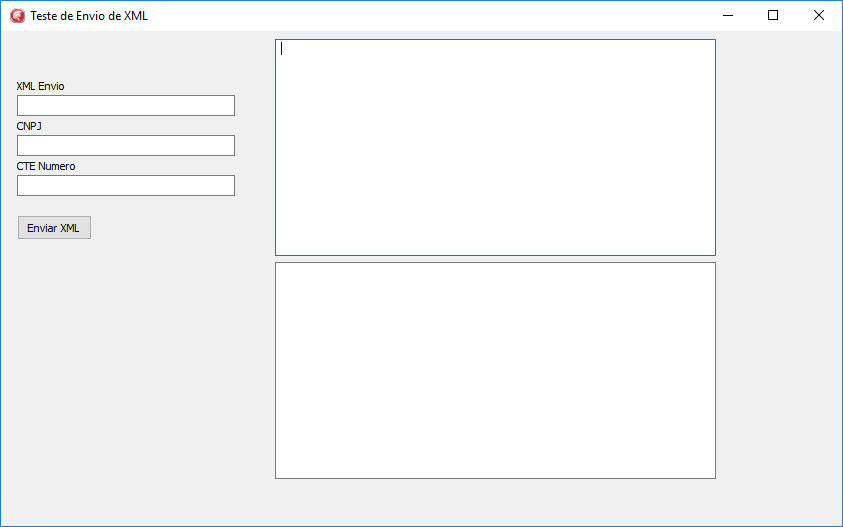 Teste de Envio de XML
XML Envio
CNPJ
CTE Numero
Enviar XML